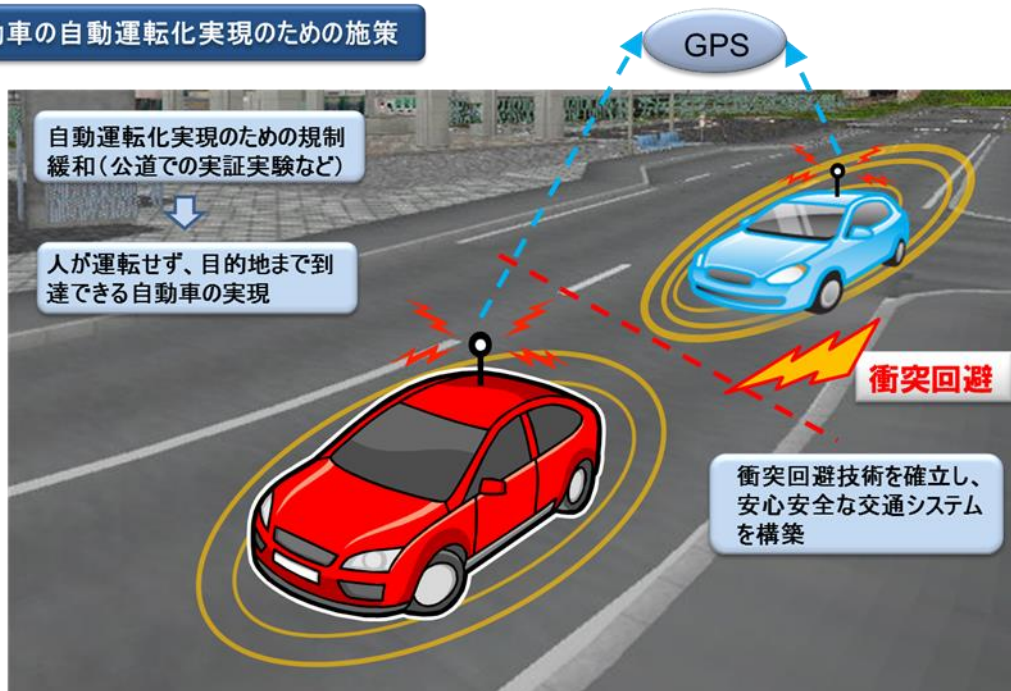 車の自動運転化実現のための施策
GPS
自動運転化実現のための規制
緩和(公道での実証実験など)
人が運転せず、目的地まで到
達できる自動車の実現
衝突回避
衝突回避技術を確立し、
安心安全な交通システム
を構築